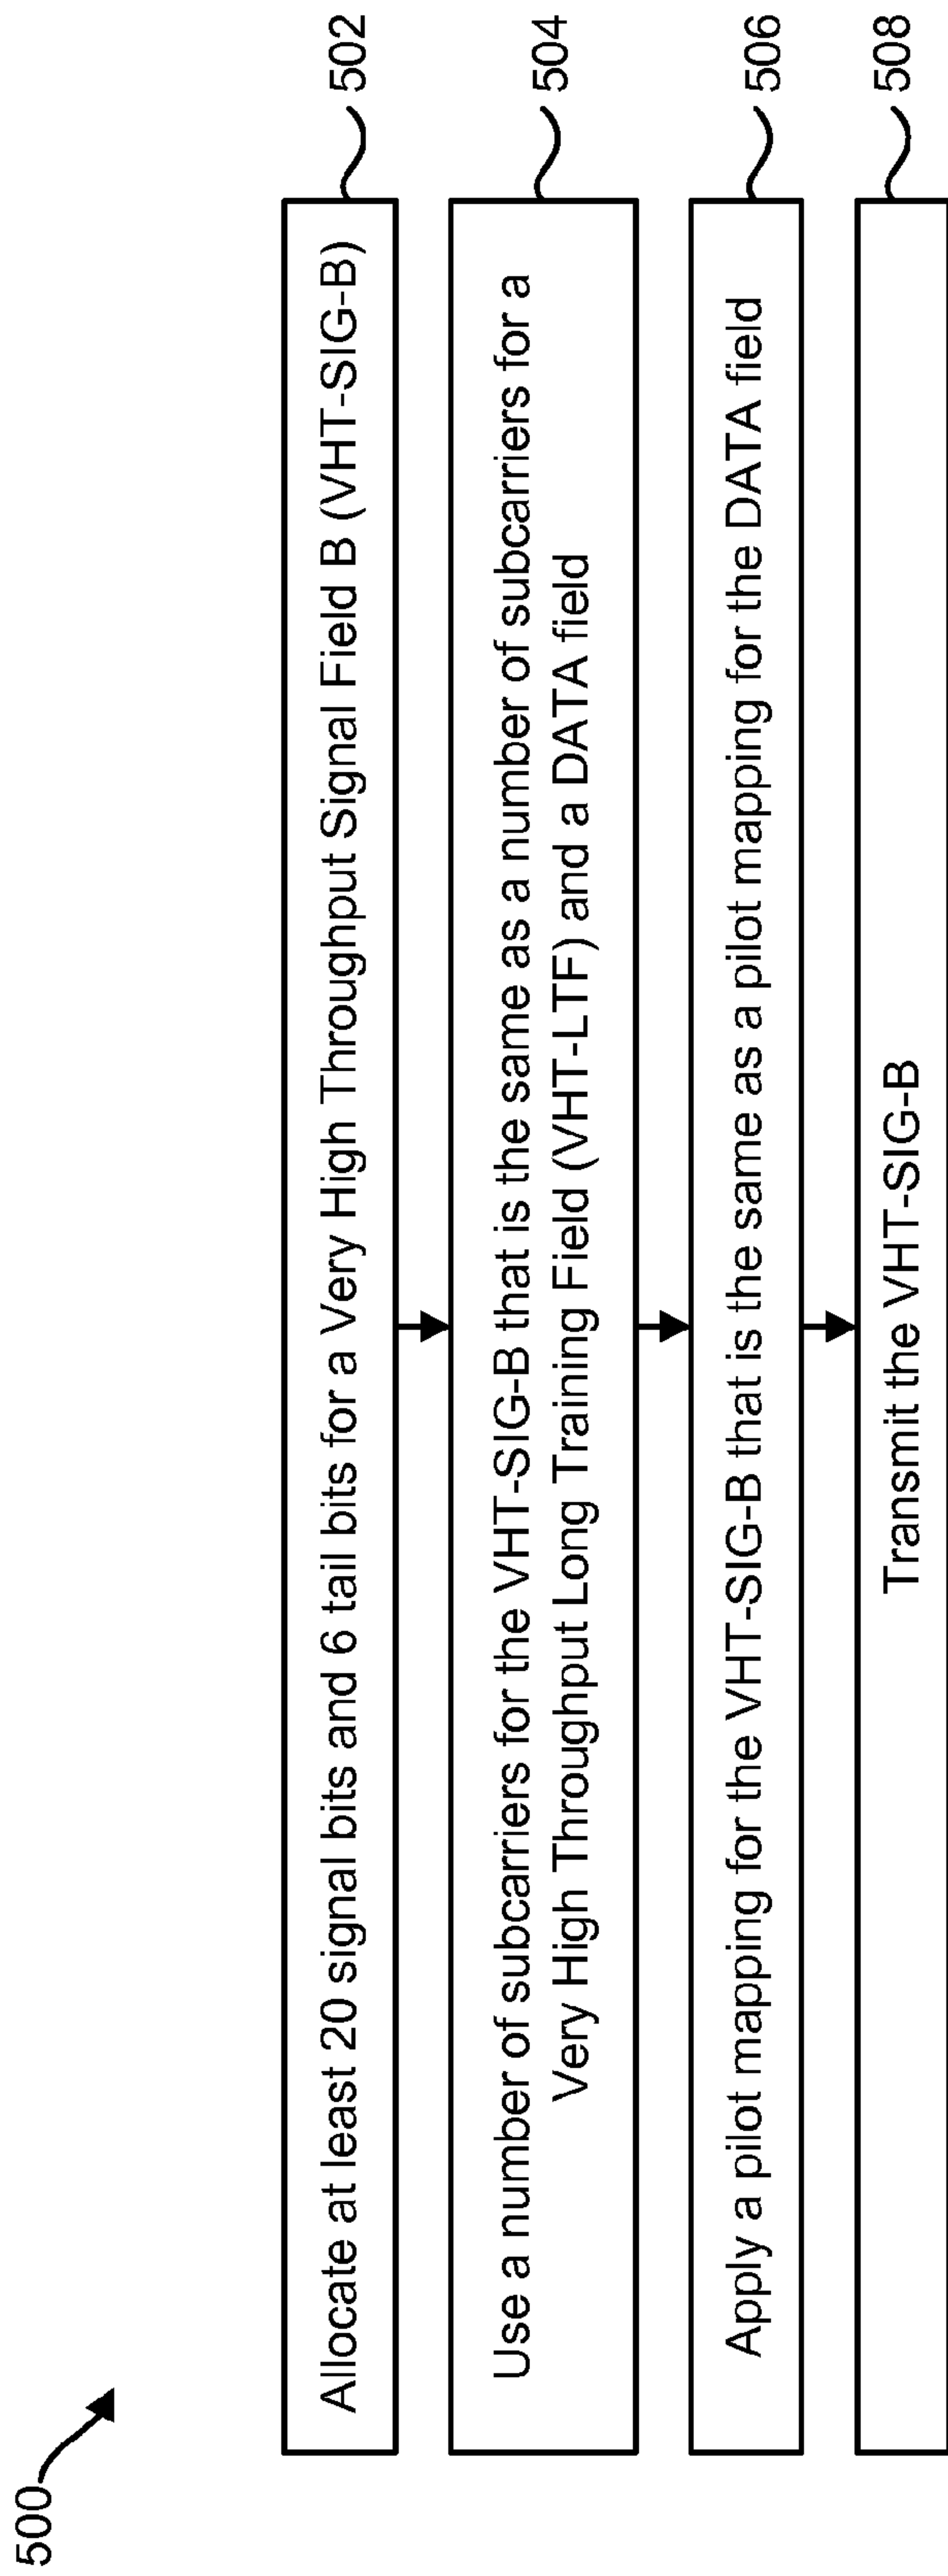 500
Allocate at least 20 signal bits and 6 tail bits for a Very High Throughput Signal Field B (VHT-SIG-B)
502
Use a number of subcarriers for the VHT-SIG-B that is the same as a number of subcarriers for a
Very High Throughput Long Training Field (VHT-LTF) and a DATA field
504
Apply a pilot mapping for the VHT-SIG-B that is the same as a pilot mapping for the DATA field
506
Transmit the VHT-SIG-B
508